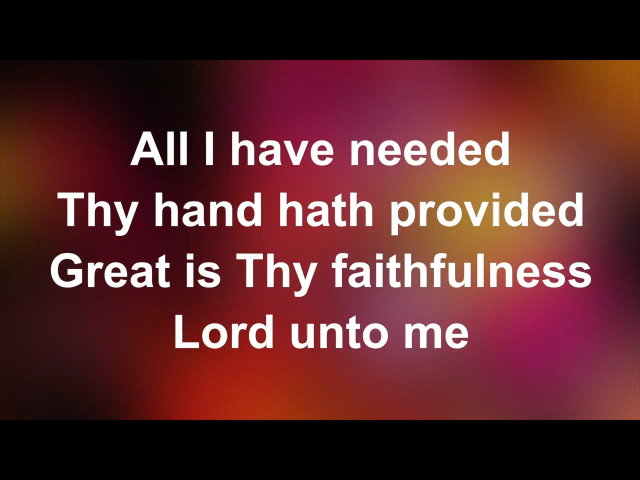 All I have needed
Thy hand hath provided
Great is Thy faithfulness
Lord unto me